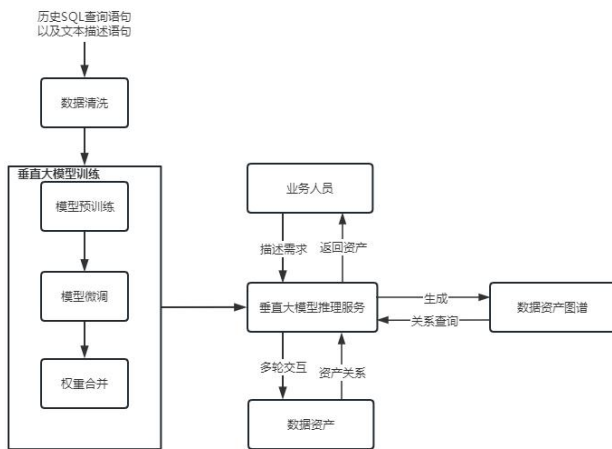 历史SQL查询语句
以及文本描述语句
数据清洗
垂直大模型训练
模型预训练
模型微调
权重合并
业务人员
描述需求
返回资产
垂直大模型推理服务
生成
关系查询
数据资产图谱
多轮交互
资产关系
数据资产